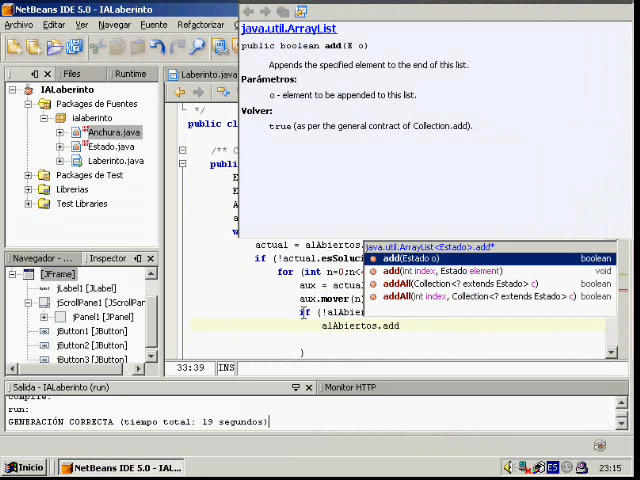 NetBeans IDE 5.0 - IALaberinto
Archivo Editar Ver Navegar Fuente Refactorizar
java.util.ArrayList
public boolean add(E o)
Appends the specified element to the end of this list.
Parámetros:
o - element to be appended to this list.
Volver:
true (as per the general contract of Collection.add).
Files Runtime
IALaberinto
Packages de Fuentes
ialaberinto
Anchura.java
Estado.java
Laberinto.java
Packages de Test
Librerias
Test Libraries
Laberinto.java
*/
public cl
/** C
public
E
E
E
a
w
actual = alAbiertos.
if (!actual.esSoluci
for (int n=0;n<4
aux = actua
aux.mover(n)
if (!alAbier
alAbiertos.add
)
java.util.ArrayList<Estado>.add*
add(Estado o) boolean
add(int index, Estado element) void
addAll(Collection<? extends Estado> c) boolean
addAll(int index, Collection<? extends Estado> c) boolean
33:39 INS
Navegador - Inspector
[JFrame]
jLabel1 [JLabel]
jScrollPane1 [JScrollPane
jPanel1 [JPanel]
jButton1 [JButton]
jButton2 [JButton]
jButton3 [JButton]
Salida - IALaberinto (run)
Monitor HTTP
compile:
run:
GENERACIÓN CORRECTA (tiempo total: 19 segundos)
Inicio
NetBeans IDE 5.0 - IAL...
ES
23:15